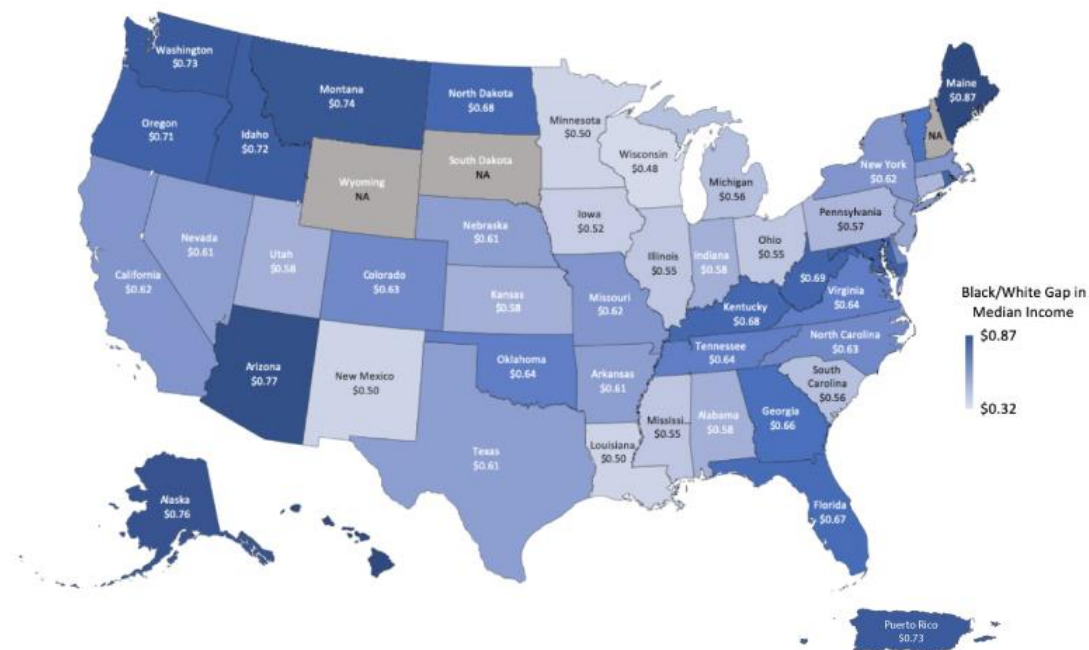 Washington
$0.73
Montana
$0.74
North Dakota
$0.68
Minnesota
$0.50
Maine
$0.87
Oregon
$0.71
Idaho
$0.72
South Dakota
NA
Wisconsin
$0.48
NA
New York
$0.62
Wyoming
NA
Michigan
$0.56
Iowa
$0.52
Pennsylvania
$0.57
Nebraska
$0.61
Nevada
$0.61
Utah
$0.58
Illinois
$0.55
Indiana
$0.58
Ohio
$0.55
California
$0.62
Colorado
$0.63
Kansas
$0.58
Missouri
$0.62
$0.69
Virginia
$0.64
Kentucky
$0.68
Black/White Gap in
Median Income
$0.87
$0.32
North Carolina
$0.63
Tennessee
$0.64
Arizona
$0.77
New Mexico
$0.50
Oklahoma
$0.64
Arkansas
$0.61
South
Carolina
$0.56
Mississi
$0.55
Alabama
$0.58
Georgia
$0.66
Louisiana
$0.50
Texas
$0.61
Florida
$0.67
Alaska
$0.76
Puerto Rico
$0.73